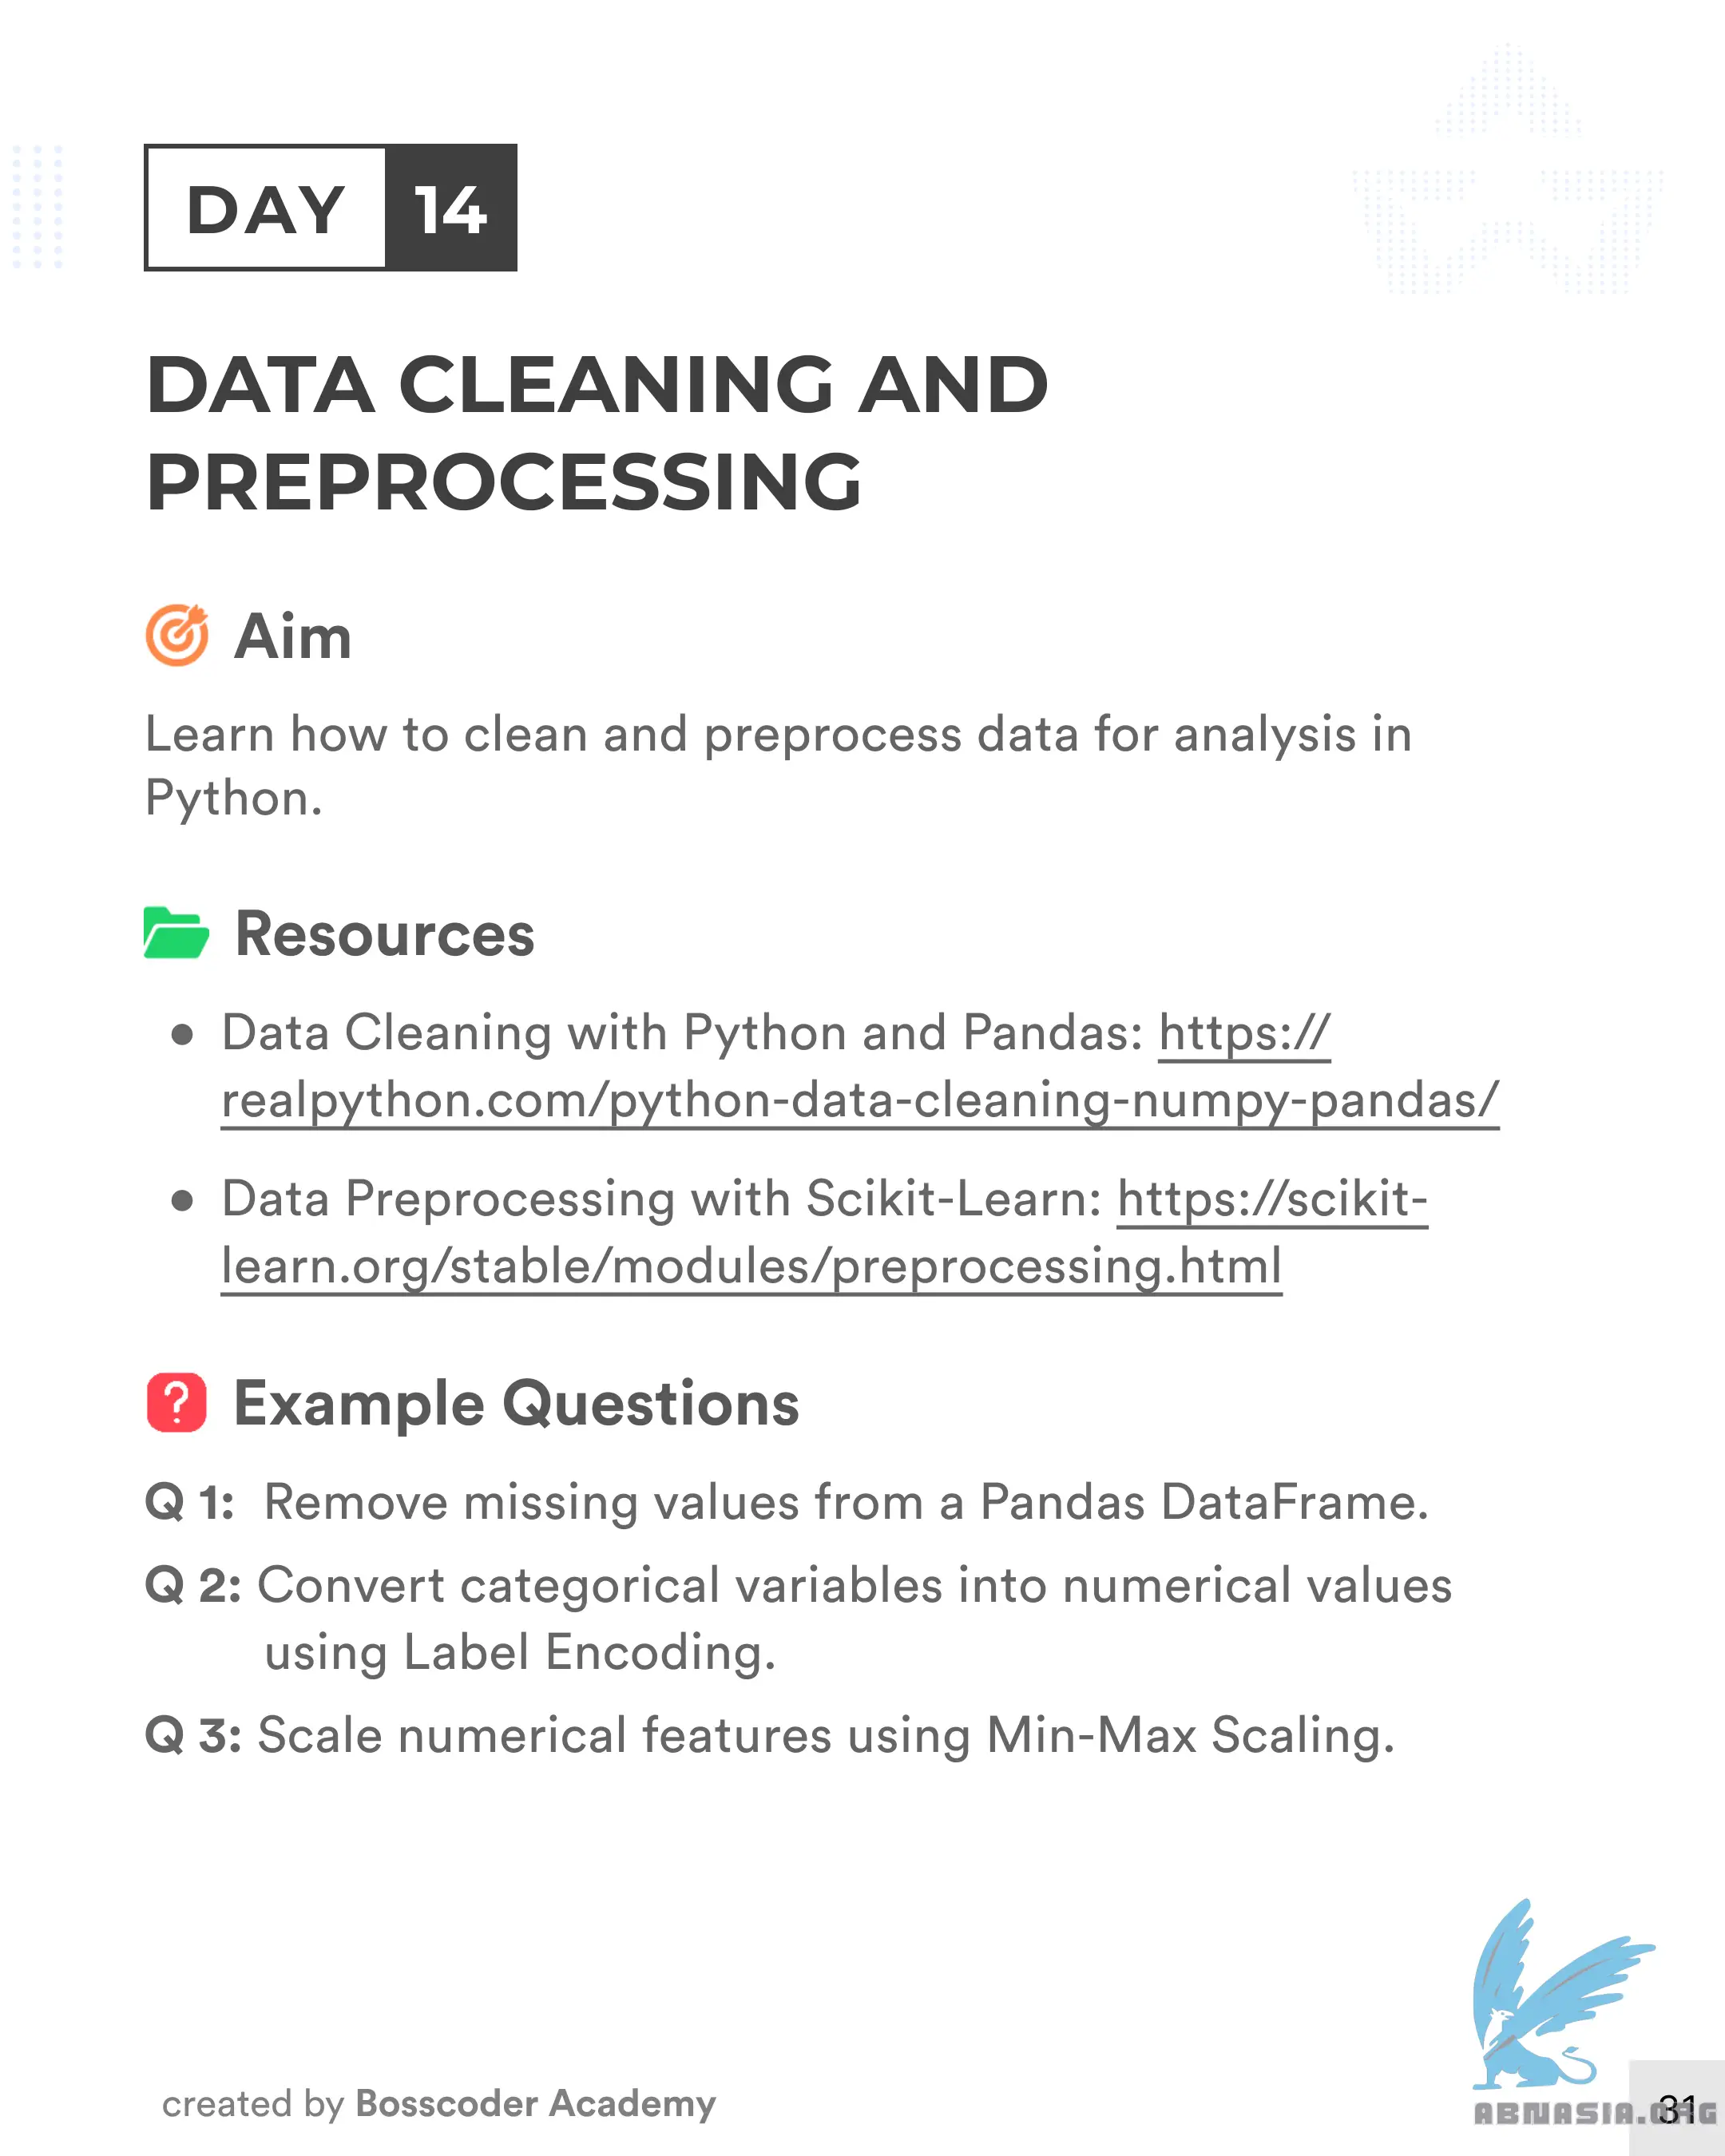 DAY 14
DATA CLEANING AND
PREPROCESSING
Aim
Learn how to clean and preprocess data for analysis in
Python.
Resources
• Data Cleaning with Python and Pandas: https://
realpython.com/python-data-cleaning-numpy-pandas/
• Data Preprocessing with Scikit-Learn: https://scikit-
learn.org/stable/modules/preprocessing.html
? Example Questions
Q 1: Remove missing values from a Pandas DataFrame.
Q 2: Convert categorical variables into numerical values
using Label Encoding.
Q 3: Scale numerical features using Min-Max Scaling.
created by Bosscoder Academy
ABNASIA.ORG
31